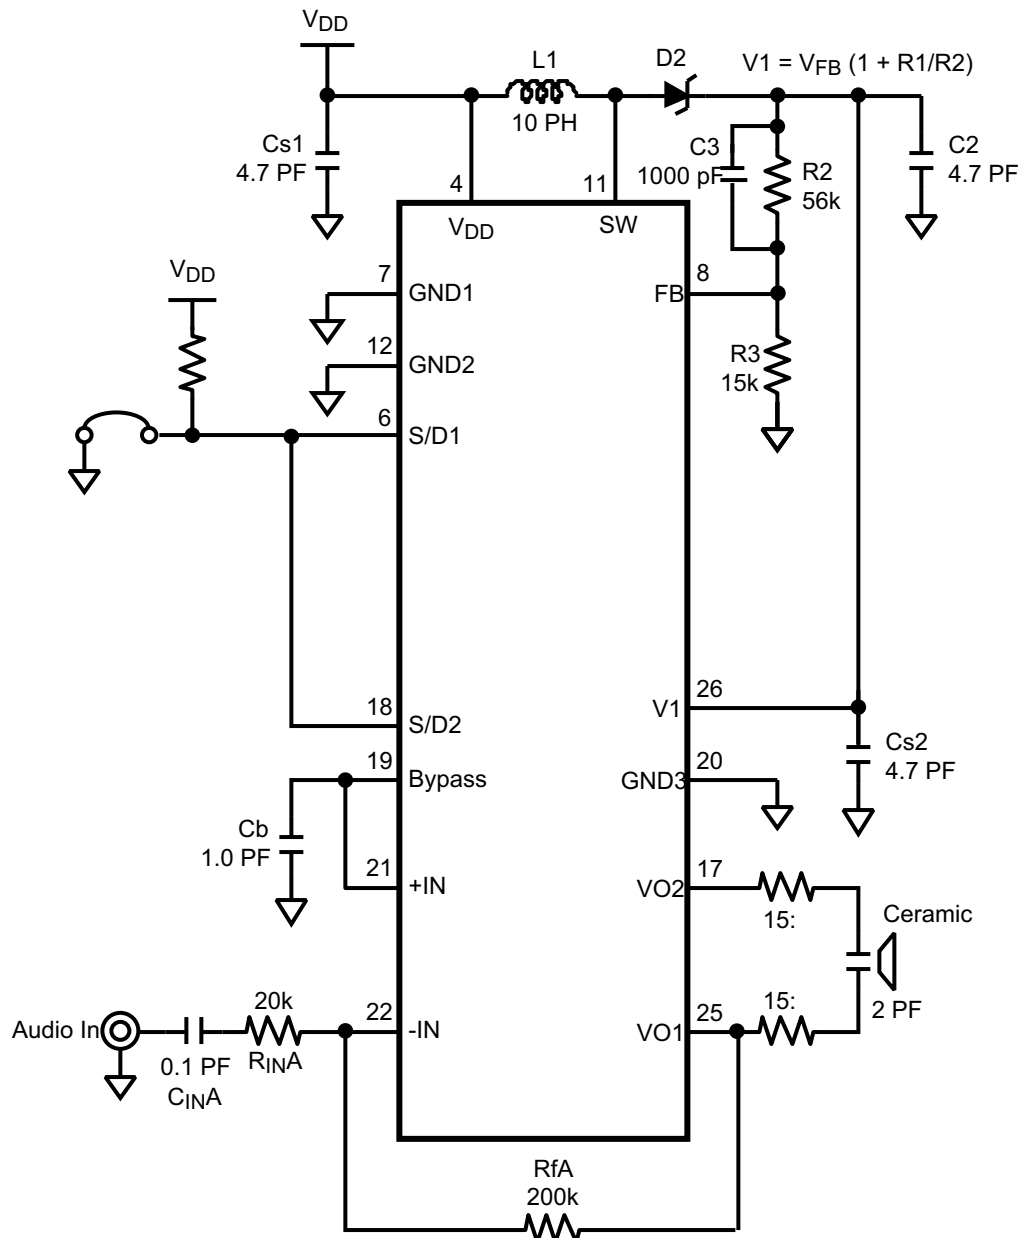 VDD
L1
D2
V1 = VFB (1 + R1/R2)
10 PH
Cs1
4.7 PF
C3
1000 pF
R2
56k
C2
4.7 PF
4
11
VDD
SW
VDD
7
GND1
8
FB
12
GND2
R3
15k
6
S/D1
26
V1
18
S/D2
Cs2
4.7 PF
19
Bypass
20
GND3
Cb
1.0 PF
21
+IN
17
VO2
15:
Ceramic
2 PF
Audio In
0.1 PF
CINA
20k
RINA
22
-IN
25
VO1
15:
RfA
200k